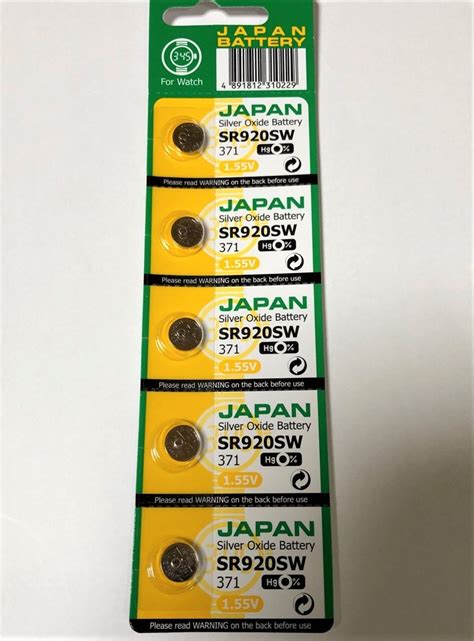 JAPAN
BATTERY
3:45
For Watch
4 891812 310229
JAPAN
Silver Oxide Battery
SR920SW
371 Hg0%
1.55V
Please read WARNING on the back before use
JAPAN
Silver Oxide Battery
SR920SW
371 Hg0%
1.55V
Please read WARNING on the back before use
JAPAN
Silver Oxide Battery
SR920SW
371 Hg0%
1.55V
Please read WARNING on the back before use
JAPAN
Silver Oxide Battery
SR920SW
371 Hg0%
1.55V
Please read WARNING on the back before use
JAPAN
Silver Oxide Battery
SR920SW
371 Hg0%
1.55V
Please read WARNING on the back before use